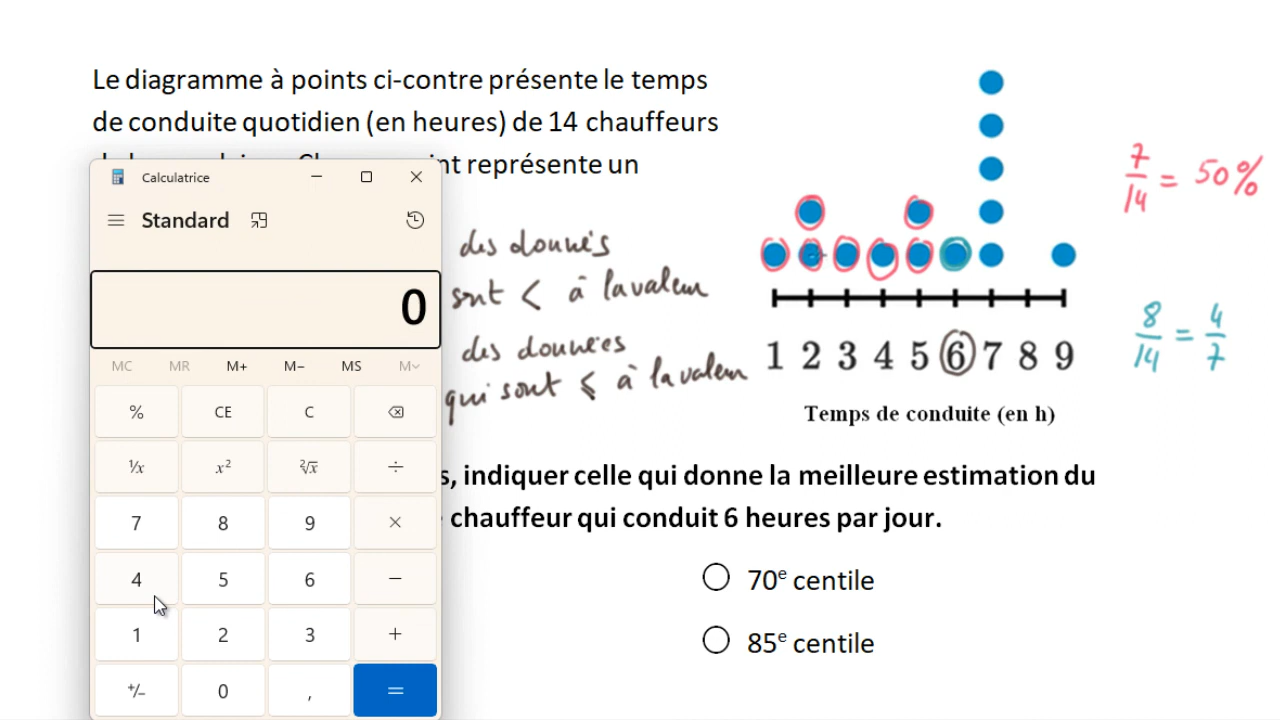 Le diagramme à points ci-contre présente le temps
de conduite quotidien (en heures) de 14 chauffeurs
nt représente un
Calculatrice
Standard
0
MC MR M+ M− MS M
% CE C
¹/x x² ²√x ÷
7 8 9 ×
4 5 6 −
1 2 3 +
+/− 0 , =
des donnés
sont < à la valeur
des données
qui sont ⩽ à la valeur
1 2 3 4 5 6 7 8 9
Temps de conduite (en h)
7/14 = 50%
8/14 = 4/7
s, indiquer celle qui donne la meilleure estimation du
chauffeur qui conduit 6 heures par jour.
70e centile
85e centile